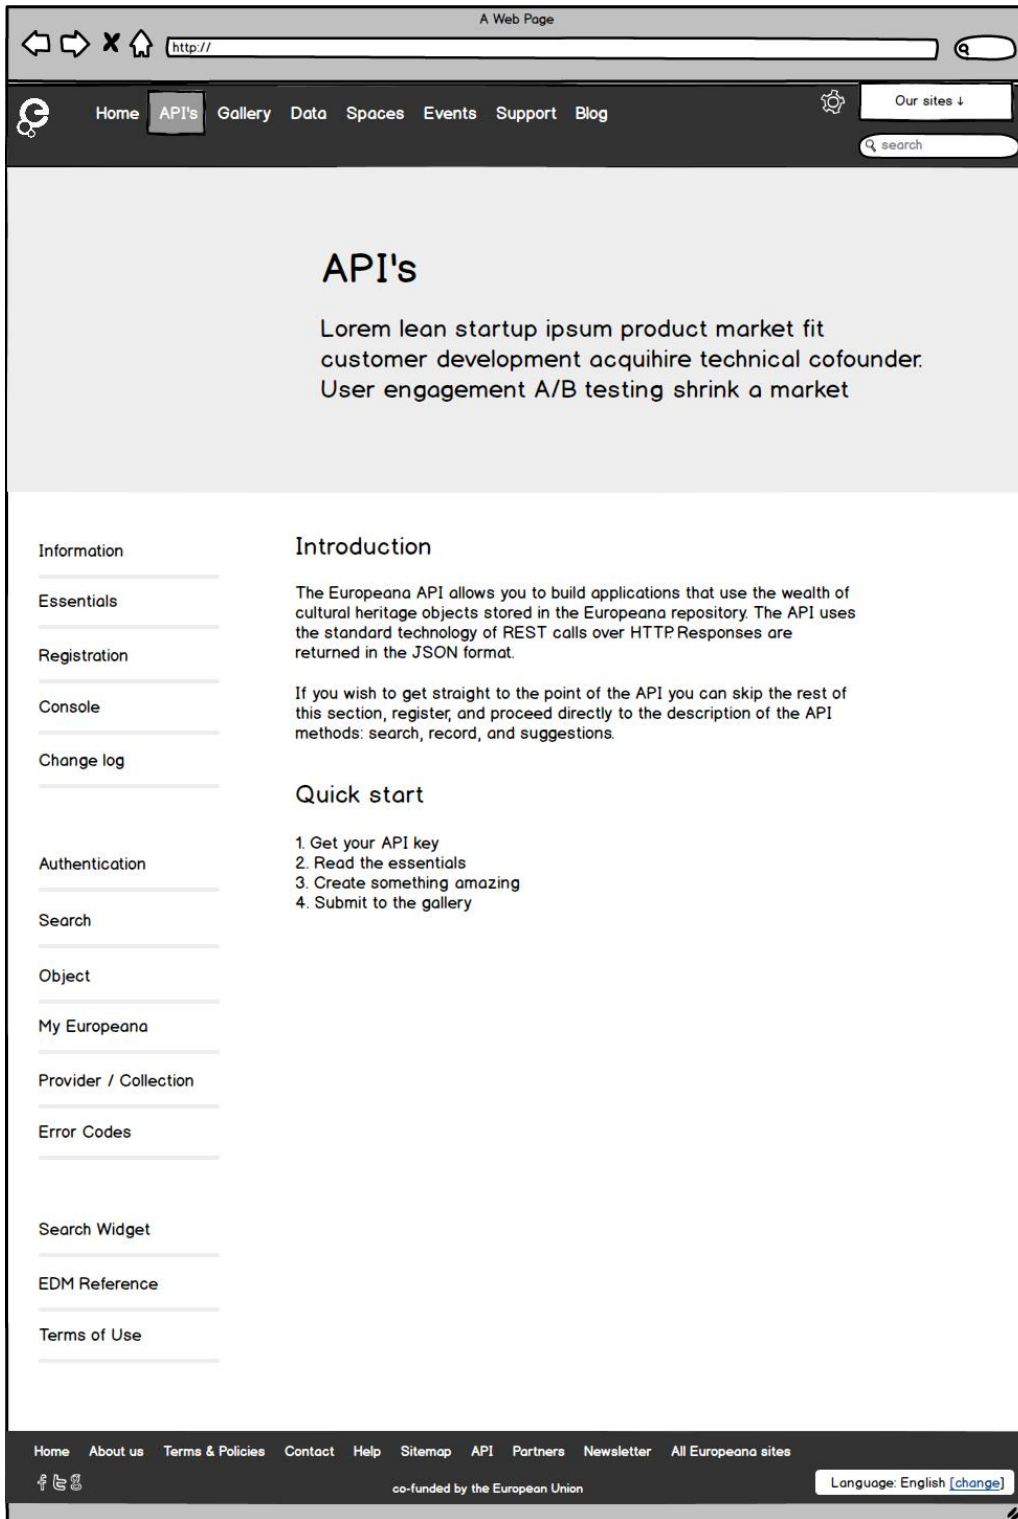 A Web Page
http://
Home API's Gallery Data Spaces Events Support Blog
Our sites ↓
search
API's
Lorem lean startup ipsum product market fit
customer development acquihire technical cofounder.
User engagement A/B testing shrink a market
Information
Essentials
Registration
Console
Change log
Authentication
Search
Object
My Europeana
Provider / Collection
Error Codes
Search Widget
EDM Reference
Terms of Use
Introduction
The Europeana API allows you to build applications that use the wealth of
cultural heritage objects stored in the Europeana repository. The API uses
the standard technology of REST calls over HTTP. Responses are
returned in the JSON format.
If you wish to get straight to the point of the API you can skip the rest of
this section, register, and proceed directly to the description of the API
methods: search, record, and suggestions.
Quick start
1. Get your API key
2. Read the essentials
3. Create something amazing
4. Submit to the gallery
Home About us Terms & Policies Contact Help Sitemap API Partners Newsletter All Europeana sites
co-funded by the European Union
Language: English [change]